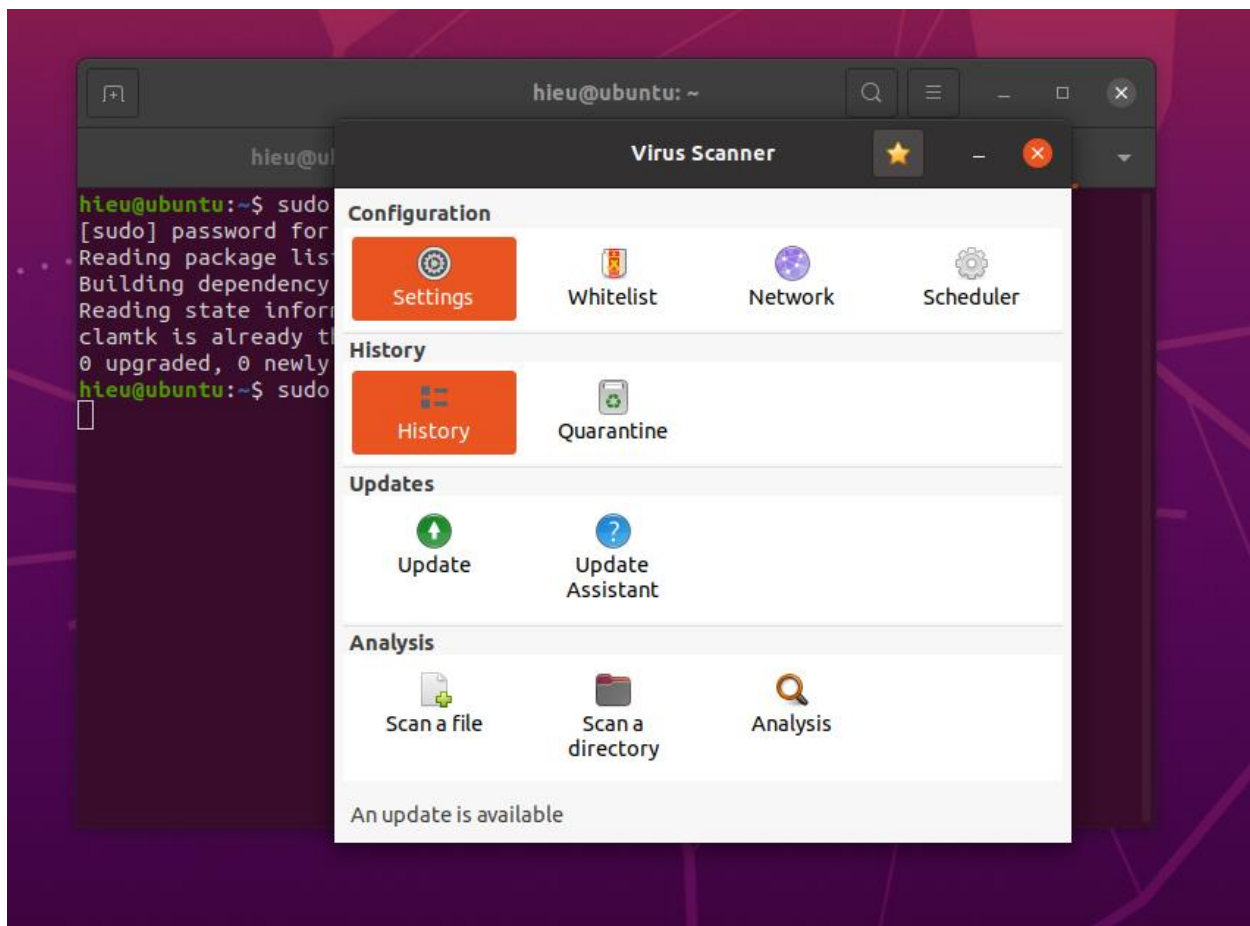 hieu@ubuntu: ~
hieu@ul
Virus Scanner
hieu@ubuntu:~$ sudo
[sudo] password for
Reading package lis
Building dependency
Reading state infor
clamtk is already t
0 upgraded, 0 newly
hieu@ubuntu:~$ sudo
Configuration
Settings
Whitelist
Network
Scheduler
History
History
Quarantine
Updates
Update
Update
Assistant
Analysis
Scan a file
Scan a
directory
Analysis
An update is available